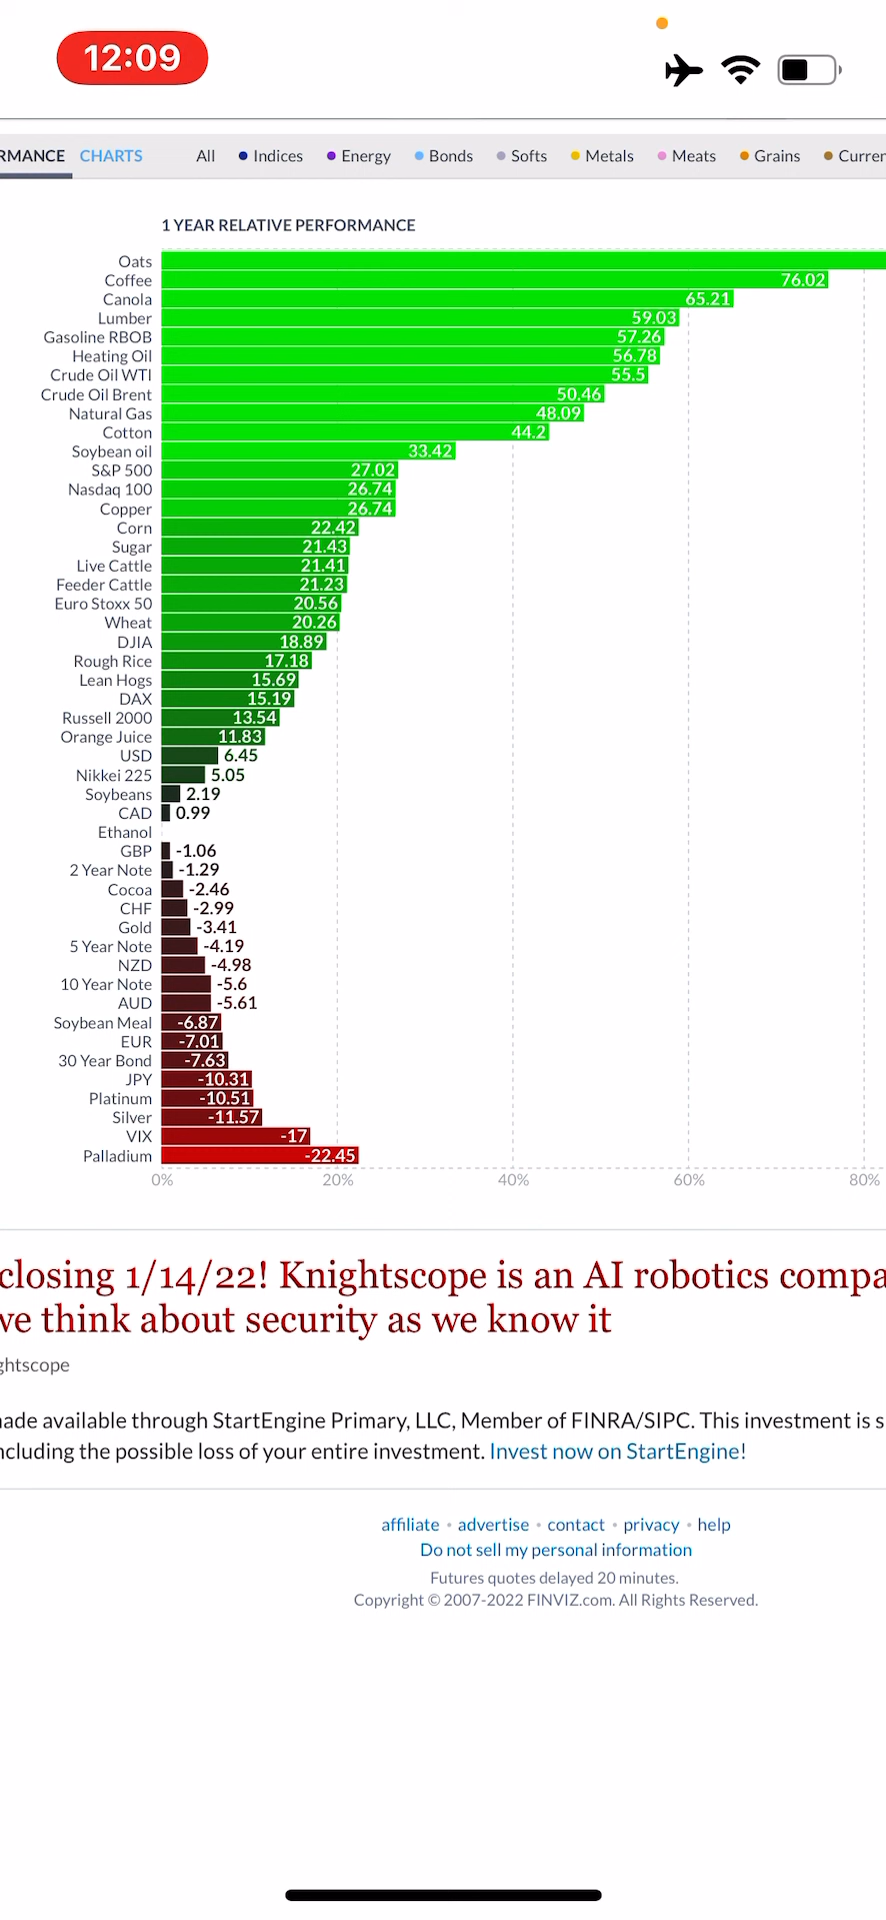 12:09
RMANCE CHARTS All Indices Energy Bonds Softs Metals Meats Grains Curren
1 YEAR RELATIVE PERFORMANCE
Oats
Coffee 76.02
Canola 65.21
Lumber 59.03
Gasoline RBOB 57.26
Heating Oil 56.78
Crude Oil WTI 55.5
Crude Oil Brent 50.46
Natural Gas 48.09
Cotton 44.2
Soybean oil 33.42
S&P 500 27.02
Nasdaq 100 26.74
Copper 26.74
Corn 22.42
Sugar 21.43
Live Cattle 21.41
Feeder Cattle 21.23
Euro Stoxx 50 20.56
Wheat 20.26
DJIA 18.89
Rough Rice 17.18
Lean Hogs 15.69
DAX 15.19
Russell 2000 13.54
Orange Juice 11.83
USD 6.45
Nikkei 225 5.05
Soybeans 2.19
CAD 0.99
Ethanol
GBP -1.06
2 Year Note -1.29
Cocoa -2.46
CHF -2.99
Gold -3.41
5 Year Note -4.19
NZD -4.98
10 Year Note -5.6
AUD -5.61
Soybean Meal -6.87
EUR -7.01
30 Year Bond -7.63
JPY -10.31
Platinum -10.51
Silver -11.57
VIX -17
Palladium -22.45
0% 20% 40% 60% 80%
closing 1/14/22! Knightscope is an AI robotics compa
we think about security as we know it
ghtscope
nade available through StartEngine Primary, LLC, Member of FINRA/SIPC. This investment is s
ncluding the possible loss of your entire investment. Invest now on StartEngine!
affiliate • advertise • contact • privacy • help
Do not sell my personal information
Futures quotes delayed 20 minutes.
Copyright © 2007-2022 FINVIZ.com. All Rights Reserved.